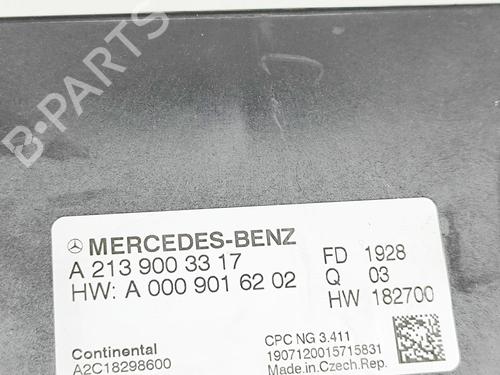 B-PARTS
MERCEDES-BENZ
A 213 900 33 17 FD 1928
HW: A 000 901 62 02 Q 03
HW 182700
Continental CPC NG 3.411
A2C18298600 1907120015715831
Made.in.Czech.Rep.